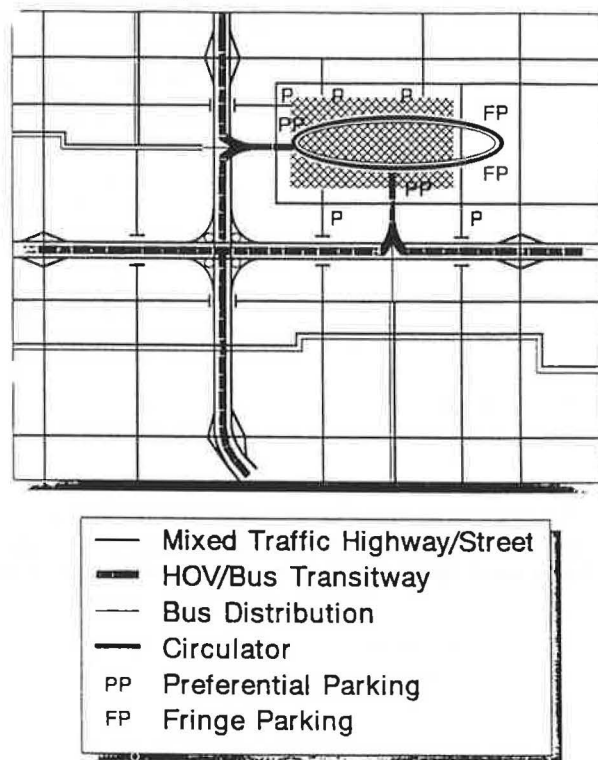 P P P FP
PP
FP
PP
P P
Mixed Traffic Highway/Street
HOV/Bus Transitway
Bus Distribution
Circulator
PP Preferential Parking
FP Fringe Parking